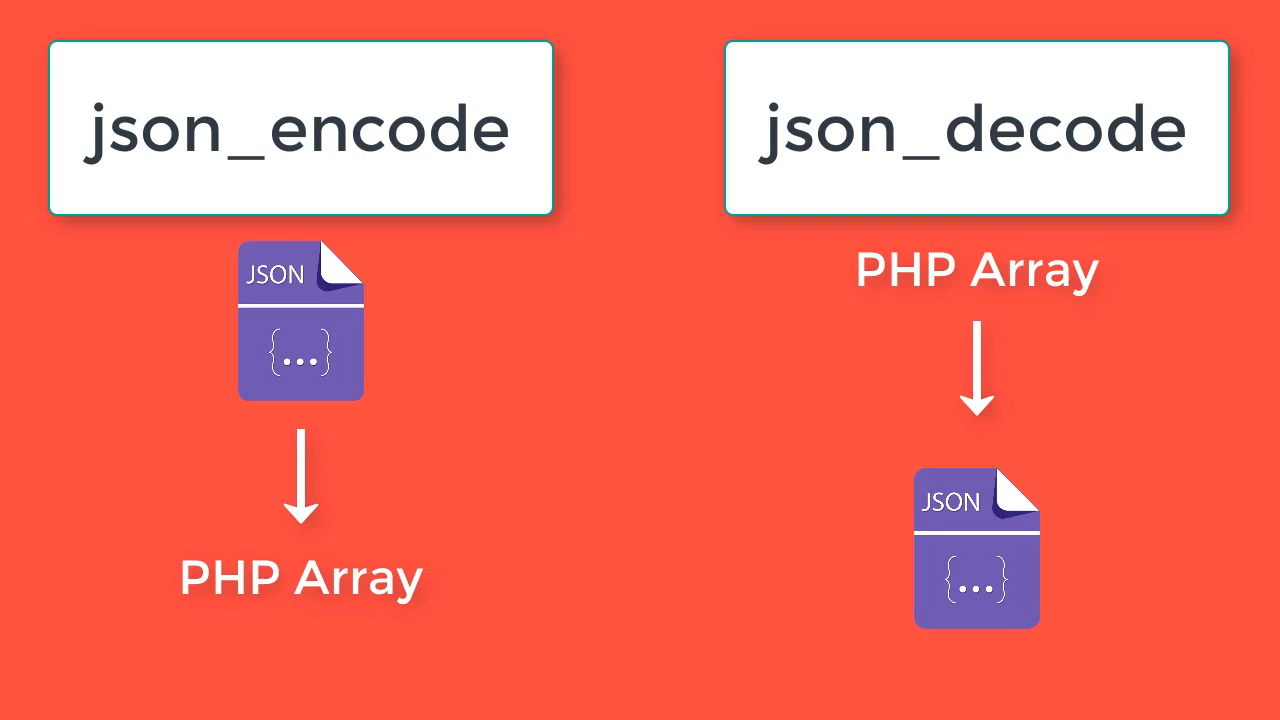 json_encode
JSON
{...}
PHP Array
json_decode
PHP Array
JSON
{...}